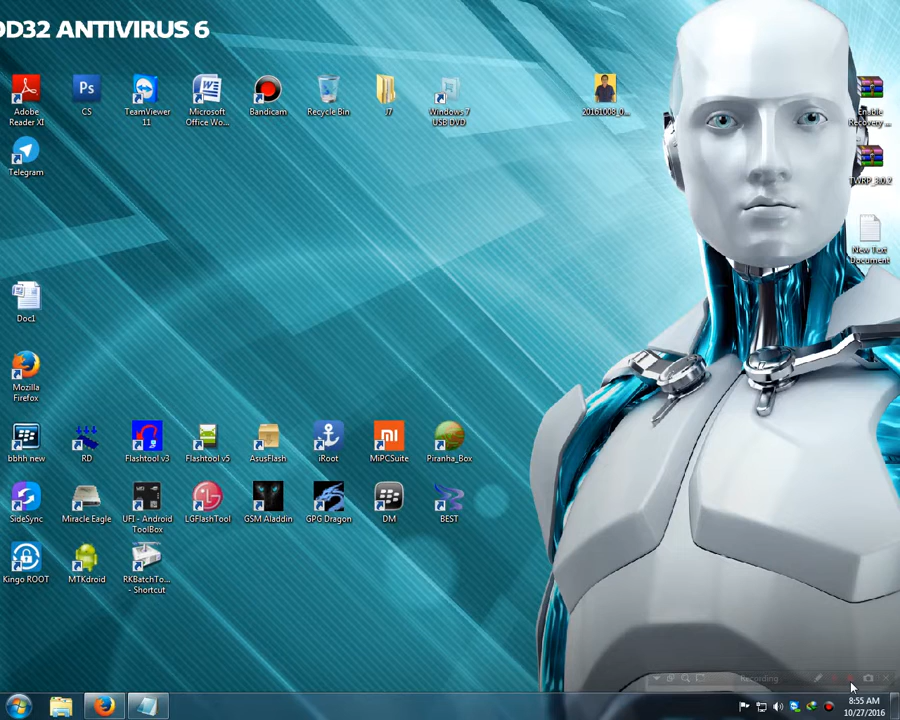 OD32 ANTIVIRUS 6
Adobe
Reader XI
CS
TeamViewer
11
Microsoft
Office Wo...
Bandicam
Recycle Bin
J7
Windows 7
USB DVD
20161008_0...
Enable
Recovery ...
Telegram
TWRP_3.0.2
New Text
Document
Doc1
Mozilla
Firefox
bbhh new
RD
Flashtool v3
Flashtool v5
AsusFlash
iRoot
MiPCSuite
Piranha_Box
SideSync
Miracle Eagle
UFI - Android
ToolBox
LGFlashTool
GSM Aladdin
GPG Dragon
DM
BEST
Kingo ROOT
MTKdroid
RKBatchTo...
- Shortcut
Recording
8:55 AM
10/27/2016